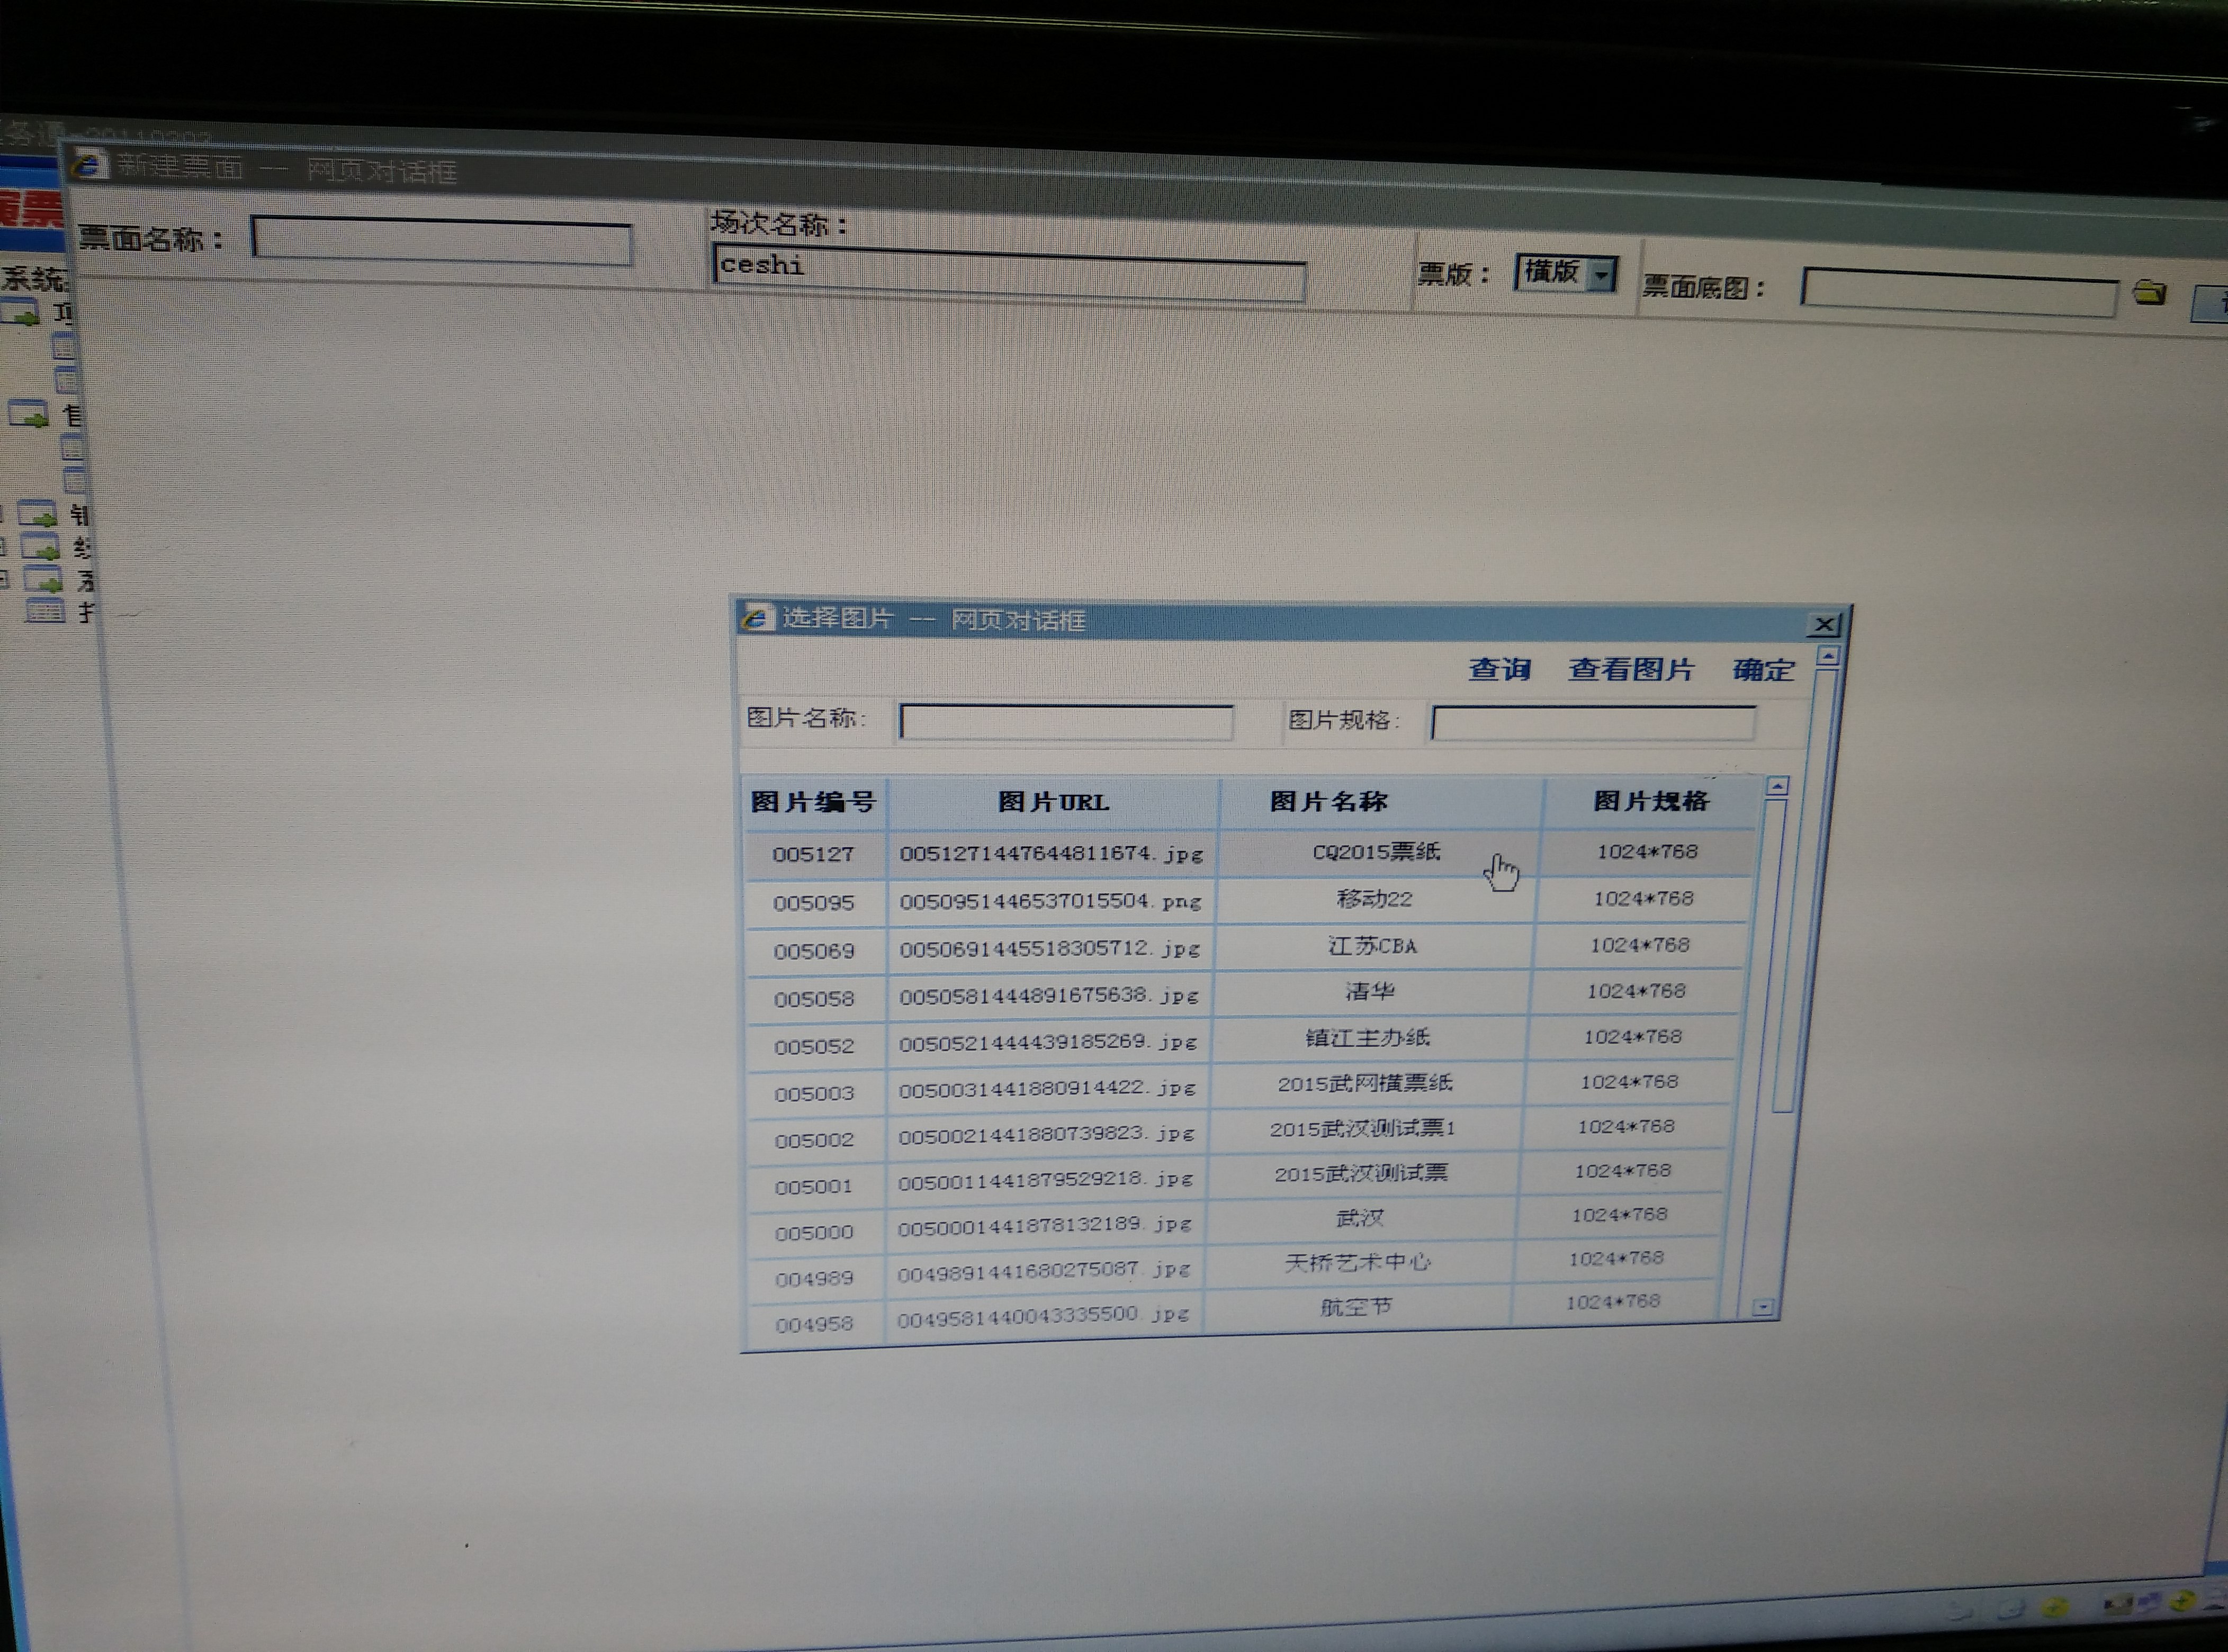 务通-20110202
新建票面 -- 网页对话框
票面名称：
场次名称：
ceshi
票版： 横版
票面底图：
系统
选择图片 -- 网页对话框
查询 查看图片 确定
图片名称: 图片规格:
图片编号 图片URL 图片名称 图片规格
005127 0051271447644811674.jpg CQ2015票纸 1024*768
005095 0050951446537015504.png 移动22 1024*768
005069 0050691445518305712.jpg 江苏CBA 1024*768
005058 0050581444891675638.jpg 清华 1024*768
005052 0050521444439185269.jpg 镇江主办纸 1024*768
005003 0050031441880914422.jpg 2015武网横票纸 1024*768
005002 0050021441880739823.jpg 2015武汉测试票1 1024*768
005001 0050011441879529218.jpg 2015武汉测试票 1024*768
005000 0050001441878132189.jpg 武汉 1024*768
004989 0049891441680275087.jpg 天桥艺术中心 1024*768
004958 0049581440043335500.jpg 航空节 1024*768